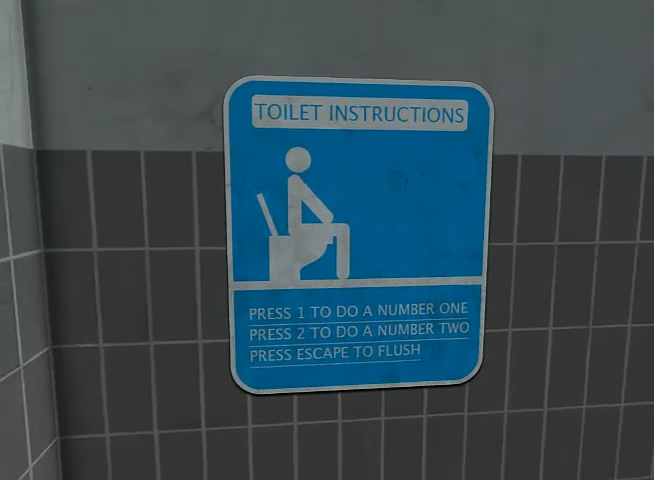 TOILET INSTRUCTIONS
PRESS 1 TO DO A NUMBER ONE
PRESS 2 TO DO A NUMBER TWO
PRESS ESCAPE TO FLUSH